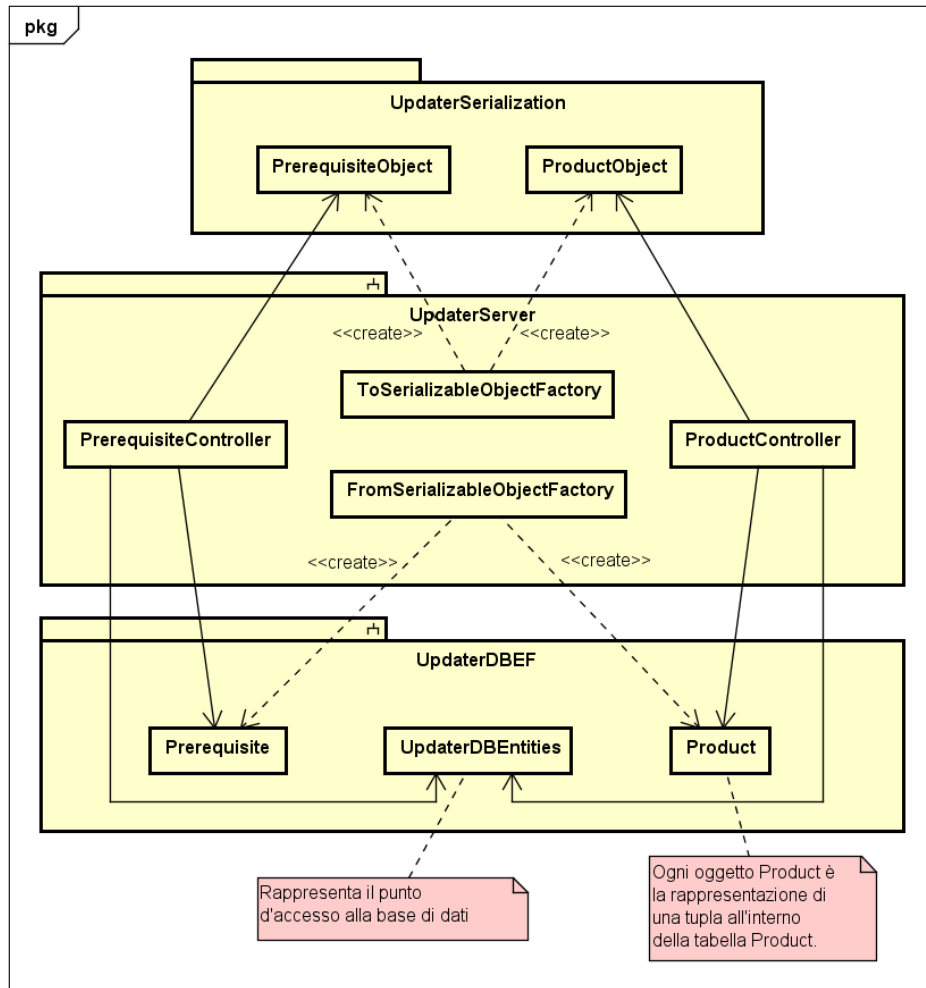 pkg
UpdaterSerialization
PrerequisiteObject
ProductObject
UpdaterServer
<<create>>
<<create>>
ToSerializableObjectFactory
PrerequisiteController
ProductController
FromSerializableObjectFactory
<<create>>
<<create>>
UpdaterDBEF
Prerequisite
UpdaterDBEntities
Product
Rappresenta il punto
d'accesso alla base di dati
Ogni oggetto Product è
la rappresentazione di
una tupla all'interno
della tabella Product.